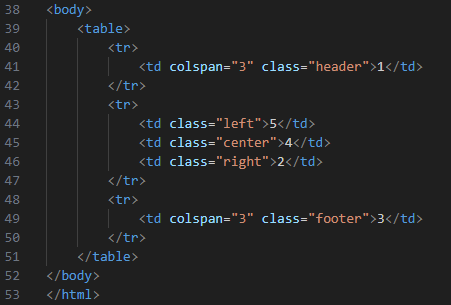 38 <body>
39 <table>
40 <tr>
41 <td colspan="3" class="header">1</td>
42 </tr>
43 <tr>
44 <td class="left">5</td>
45 <td class="center">4</td>
46 <td class="right">2</td>
47 </tr>
48 <tr>
49 <td colspan="3" class="footer">3</td>
50 </tr>
51 </table>
52 </body>
53 </html>